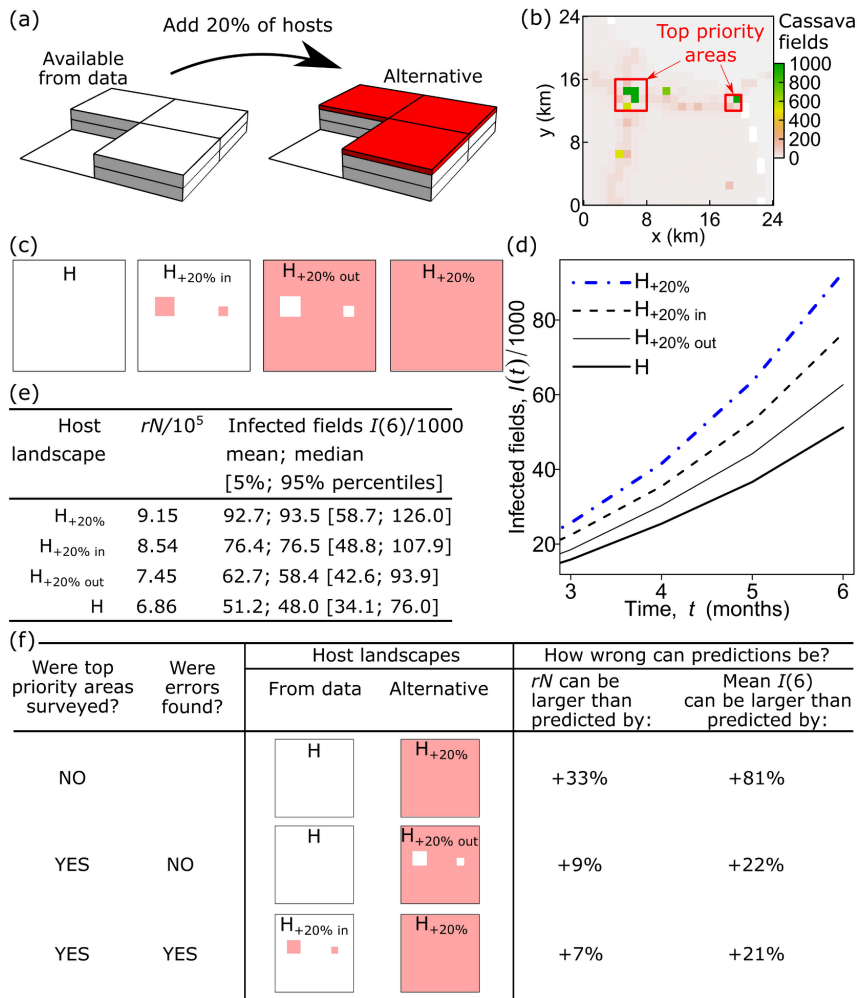 (a)
Add 20% of hosts
Available
from data
Alternative
(b)
24
16
8
0
y (km)
0 8 16 24
x (km)
Top priority
areas
Cassava
fields
1000
800
600
400
200
0
(c)
H
H+20% in
H+20% out
H+20%
(d)
H+20%
H+20% in
H+20% out
H
Infected fields, I(t)/1000
80
60
40
20
3 4 5 6
Time, t (months)
(e)
Host landscape rN/10⁵ Infected fields I(6)/1000
mean; median
[5%; 95% percentiles]
H+20% 9.15 92.7; 93.5 [58.7; 126.0]
H+20% in 8.54 76.4; 76.5 [48.8; 107.9]
H+20% out 7.45 62.7; 58.4 [42.6; 93.9]
H 6.86 51.2; 48.0 [34.1; 76.0]
(f)
Were top
priority areas
surveyed?
Were
errors
found?
Host landscapes
From data Alternative
How wrong can predictions be?
rN can be
larger than
predicted by:
Mean I(6)
can be larger than
predicted by:
NO H H+20% +33% +81%
YES NO H H+20% out +9% +22%
YES YES H+20% in H+20% +7% +21%